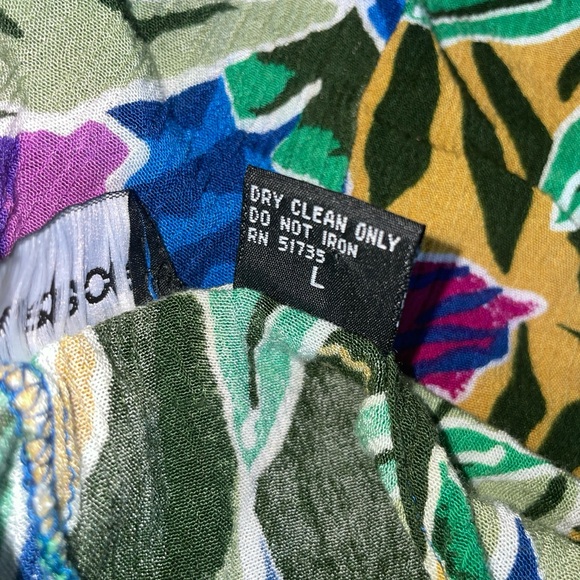 DRY CLEAN ONLY
DO NOT IRON
RN 51735
L